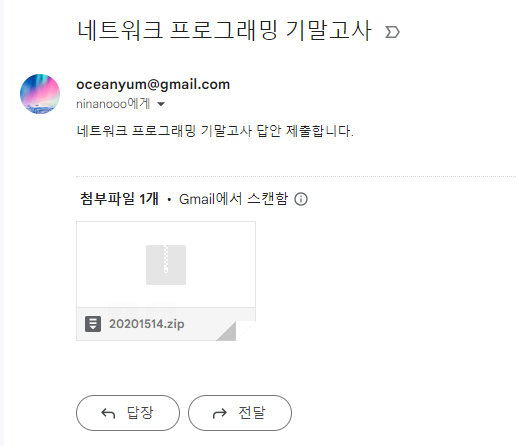 네트워크 프로그래밍 기말고사
oceanyum@gmail.com
ninanooo에게
네트워크 프로그래밍 기말고사 답안 제출합니다.
첨부파일 1개 • Gmail에서 스캔함
20201514.zip
답장 전달